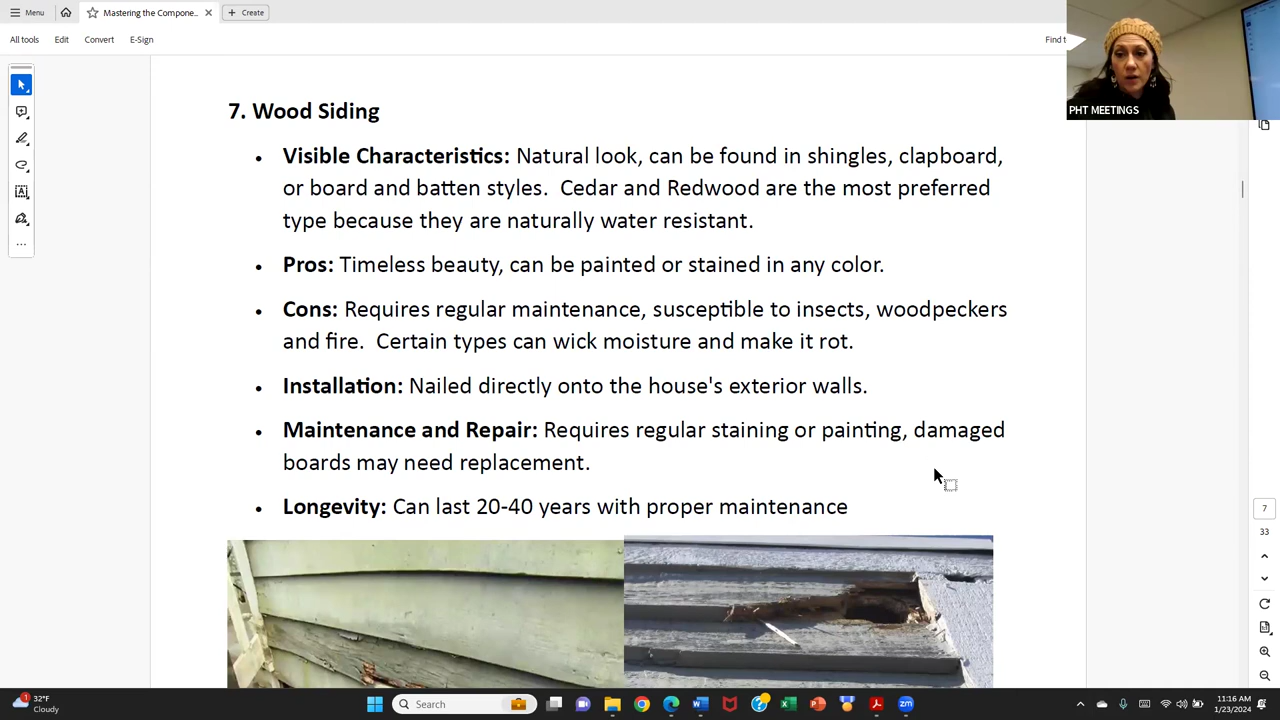 Menu
Mastering the Compone...
Create
All tools
Edit
Convert
E-Sign
Find t
PHT MEETINGS
7. Wood Siding
• Visible Characteristics: Natural look, can be found in shingles, clapboard,
or board and batten styles.  Cedar and Redwood are the most preferred
type because they are naturally water resistant.
• Pros: Timeless beauty, can be painted or stained in any color.
• Cons: Requires regular maintenance, susceptible to insects, woodpeckers
and fire.  Certain types can wick moisture and make it rot.
• Installation: Nailed directly onto the house's exterior walls.
• Maintenance and Repair: Requires regular staining or painting, damaged
boards may need replacement.
• Longevity: Can last 20-40 years with proper maintenance
7
33
1
32°F
Cloudy
Search
11:16 AM
1/23/2024